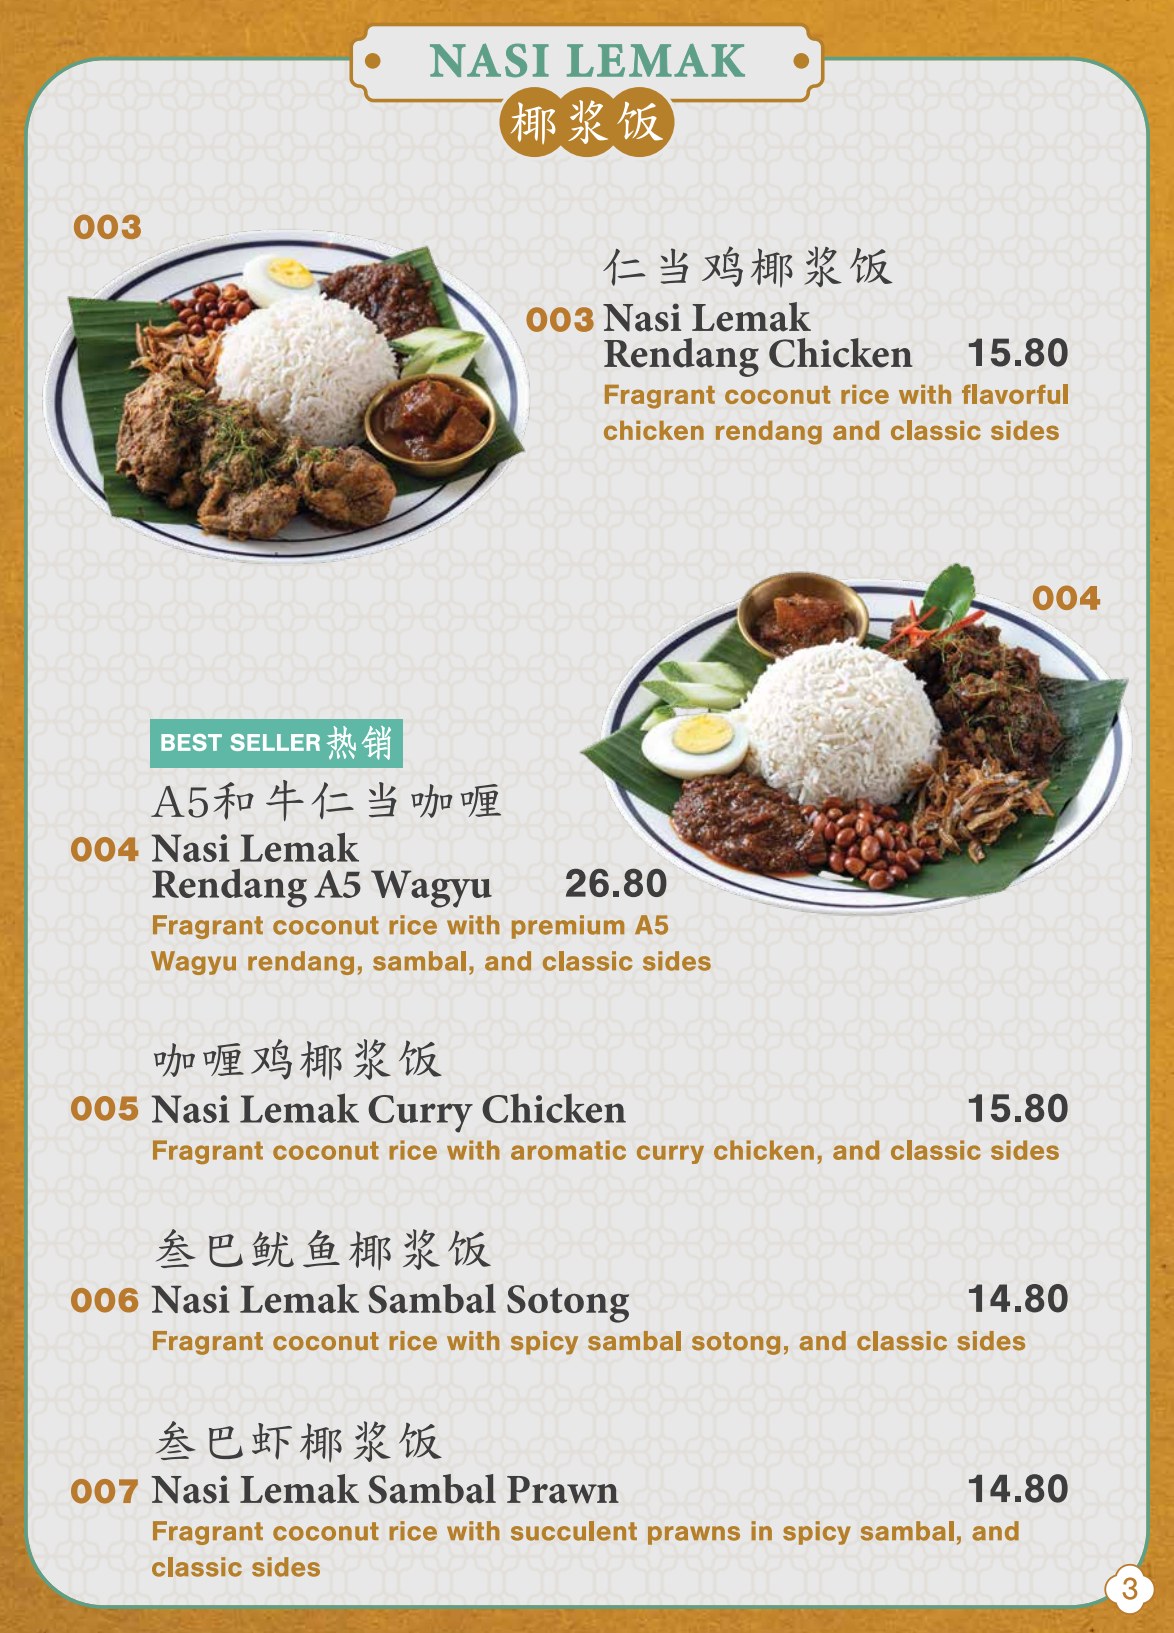 NASI LEMAK
椰浆饭
003
仁当鸡椰浆饭
003 Nasi Lemak
Rendang Chicken 15.80
Fragrant coconut rice with flavorful
chicken rendang and classic sides
004
BEST SELLER 热销
A5和牛仁当咖喱
004 Nasi Lemak
Rendang A5 Wagyu 26.80
Fragrant coconut rice with premium A5
Wagyu rendang, sambal, and classic sides
咖喱鸡椰浆饭
005 Nasi Lemak Curry Chicken 15.80
Fragrant coconut rice with aromatic curry chicken, and classic sides
叁巴鱿鱼椰浆饭
006 Nasi Lemak Sambal Sotong 14.80
Fragrant coconut rice with spicy sambal sotong, and classic sides
叁巴虾椰浆饭
007 Nasi Lemak Sambal Prawn 14.80
Fragrant coconut rice with succulent prawns in spicy sambal, and
classic sides
3